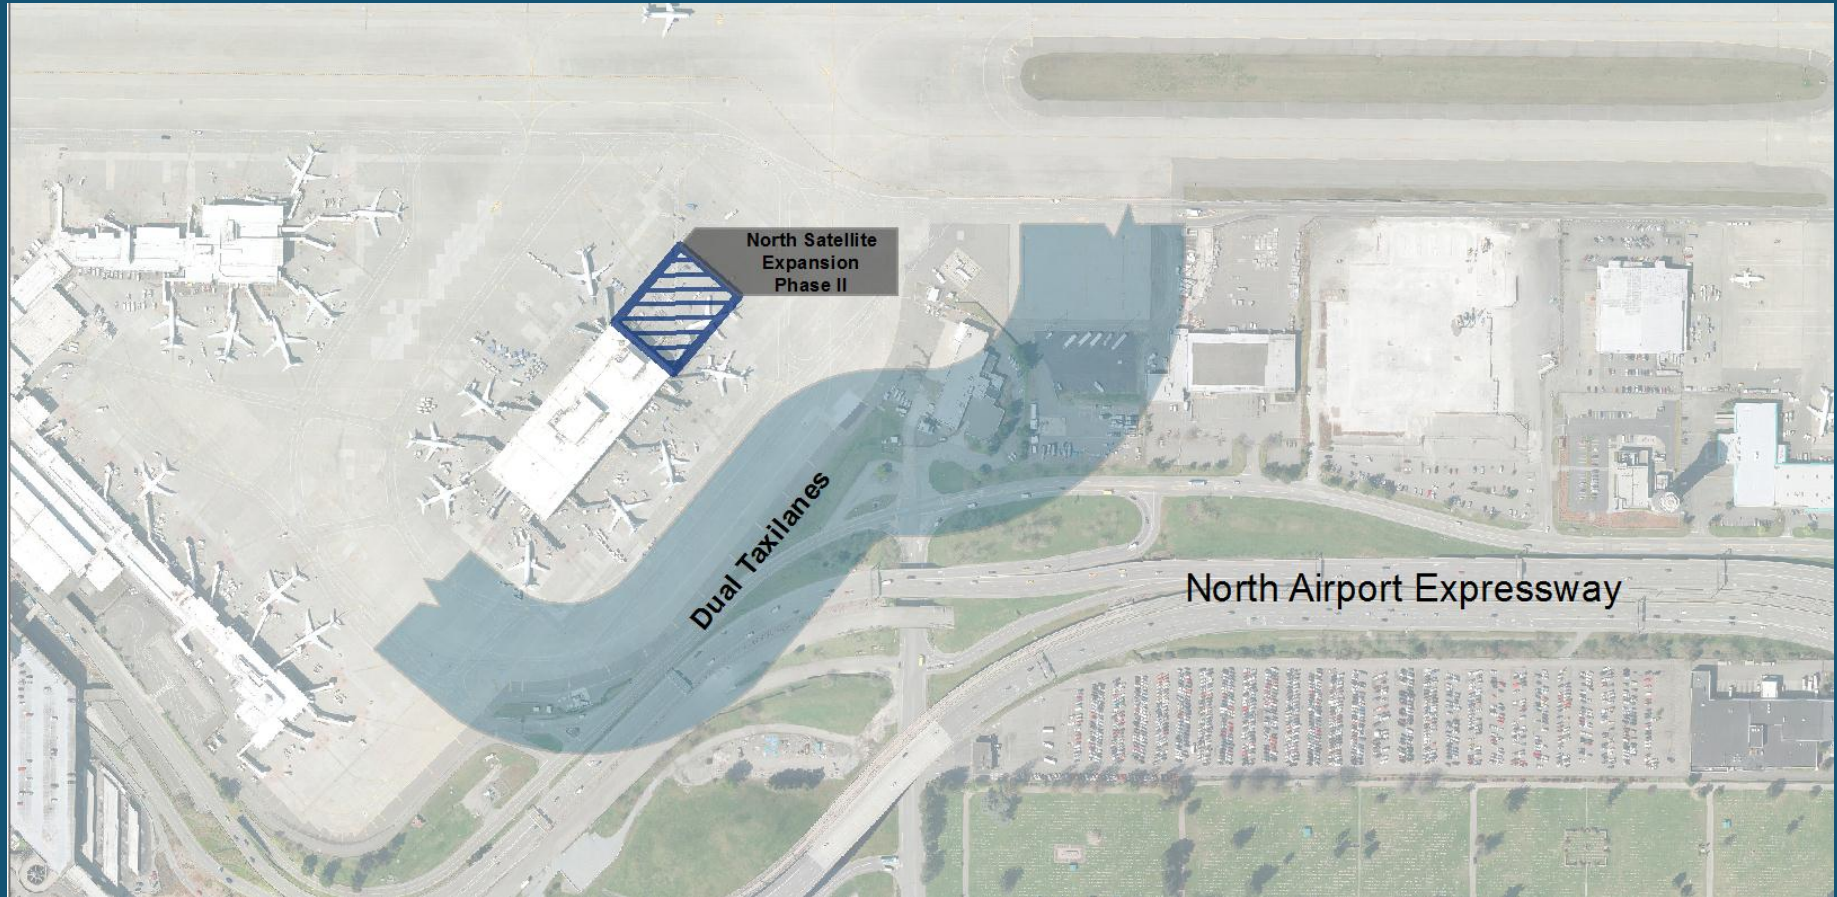 North Satellite
Expansion
Phase II
Dual Taxilanes
North Airport Expressway